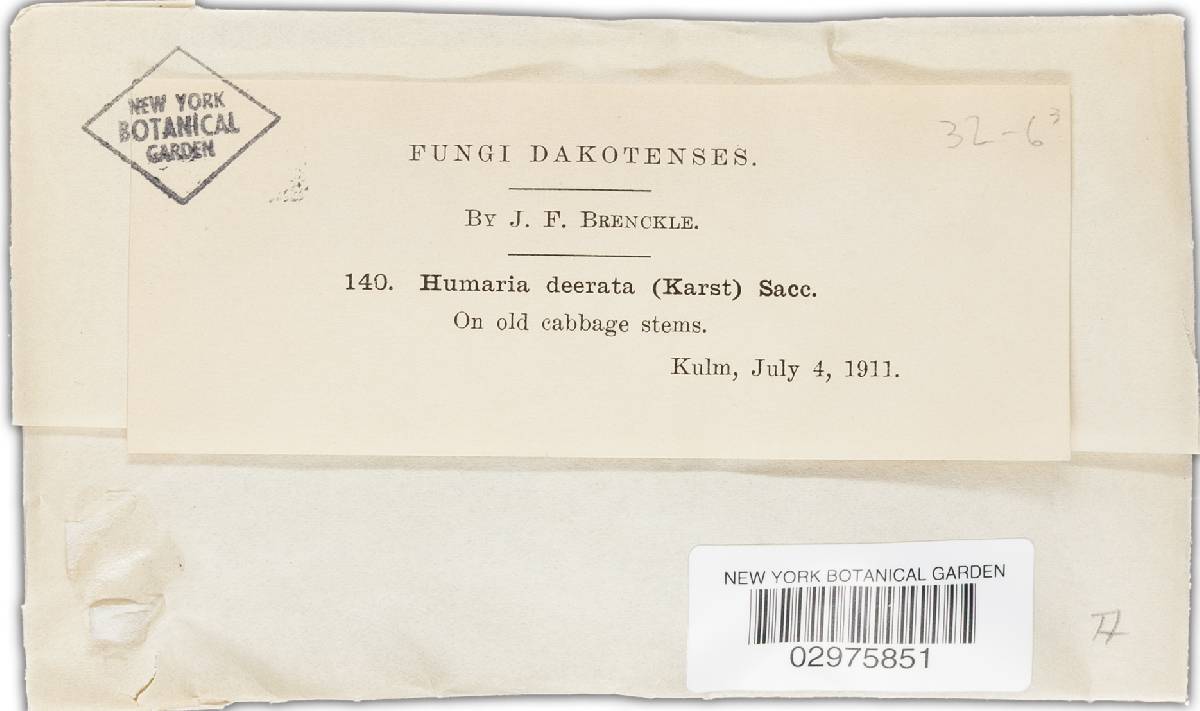 NEW YORK
BOTANICAL
GARDEN
32-6³
FUNGI DAKOTENSES.
BY J. F. BRENCKLE.
140. Humaria deerata (Karst) Sacc.
On old cabbage stems.
Kulm, July 4, 1911.
NEW YORK BOTANICAL GARDEN
02975851